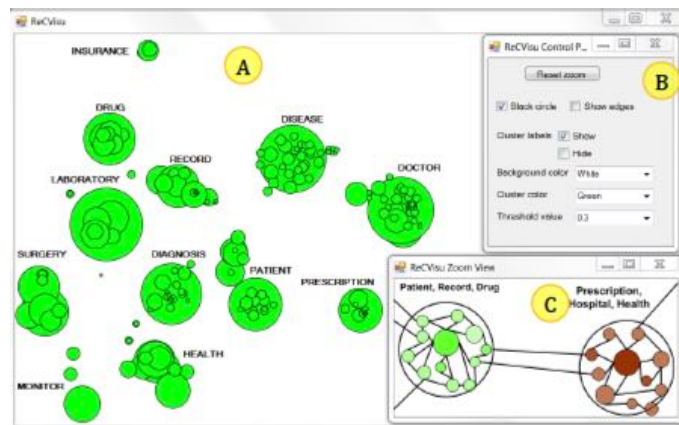 ReCVisu
A
INSURANCE
DRUG
DISEASE
RECORD
DOCTOR
LABORATORY
SURGERY
DIAGNOSIS
PATIENT
PRESCRIPTION
HEALTH
MONITOR
ReCVisu Control P...
B
Reset zoom
Black circle
Show edges
Cluster labels
Show
Hide
Background color
White
Cluster color
Green
Threshold value
0.3
ReCVisu Zoom View
Patient, Record, Drug
C
Prescription,
Hospital, Health